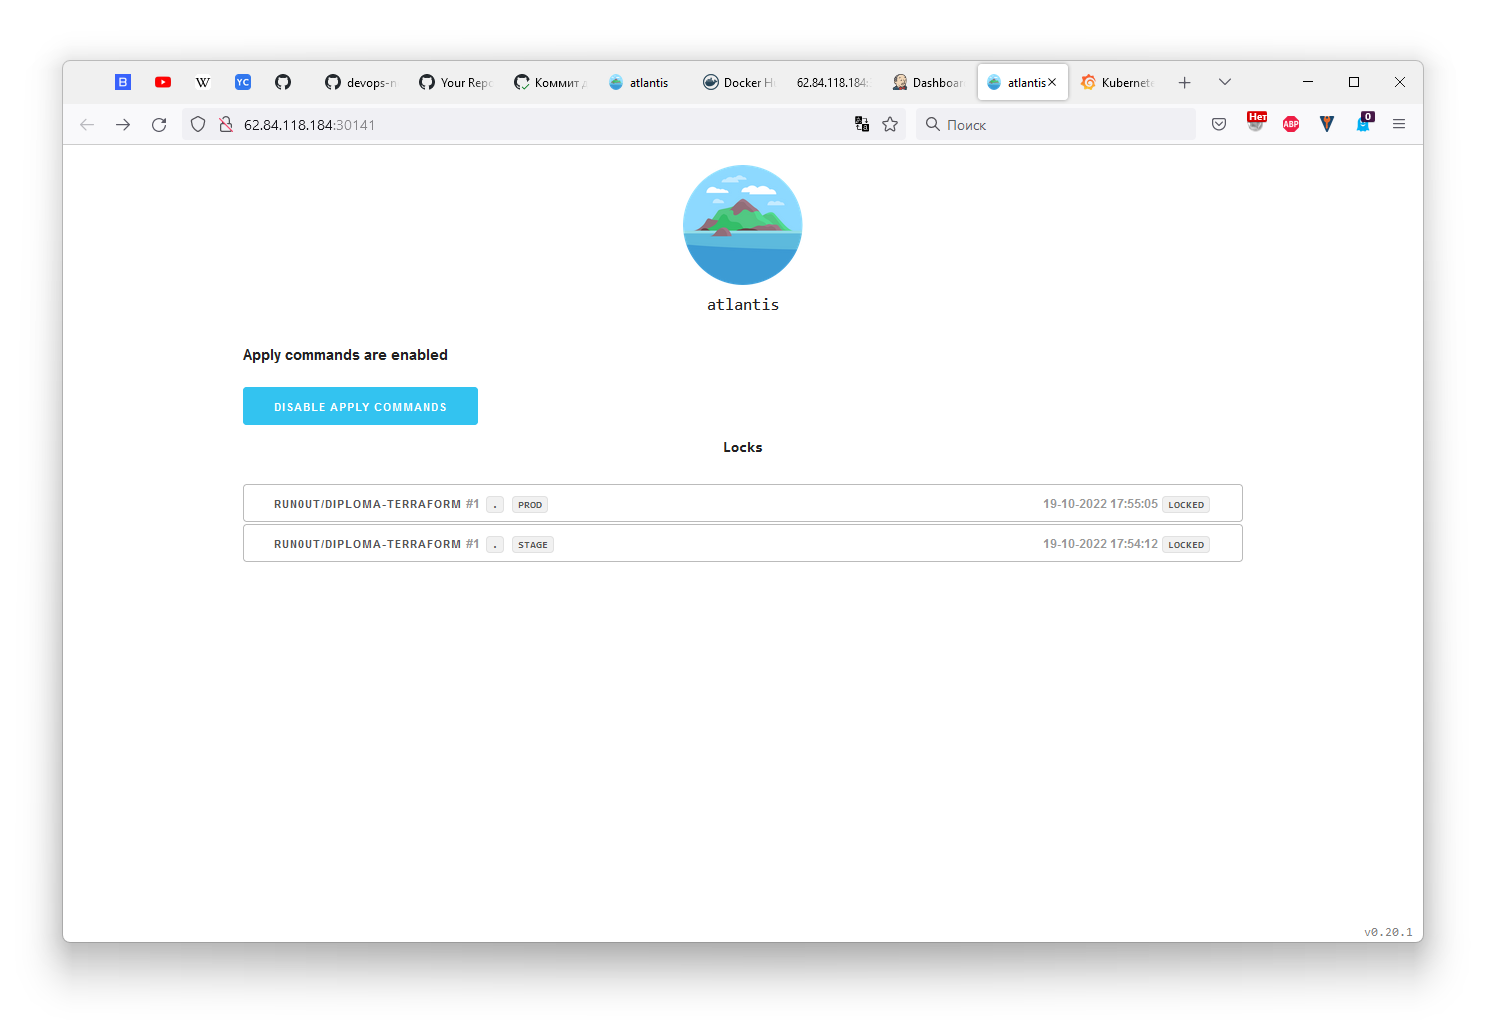 B W YC devops-n Your Repo Коммит д atlantis Docker Hu 62.84.118.184: Dashboar atlantis Kubernete
62.84.118.184:30141 Поиск Нет ABP 0
atlantis
Apply commands are enabled
DISABLE APPLY COMMANDS
Locks
RUN0UT/DIPLOMA-TERRAFORM #1 . PROD 19-10-2022 17:55:05 LOCKED
RUN0UT/DIPLOMA-TERRAFORM #1 . STAGE 19-10-2022 17:54:12 LOCKED
v0.20.1